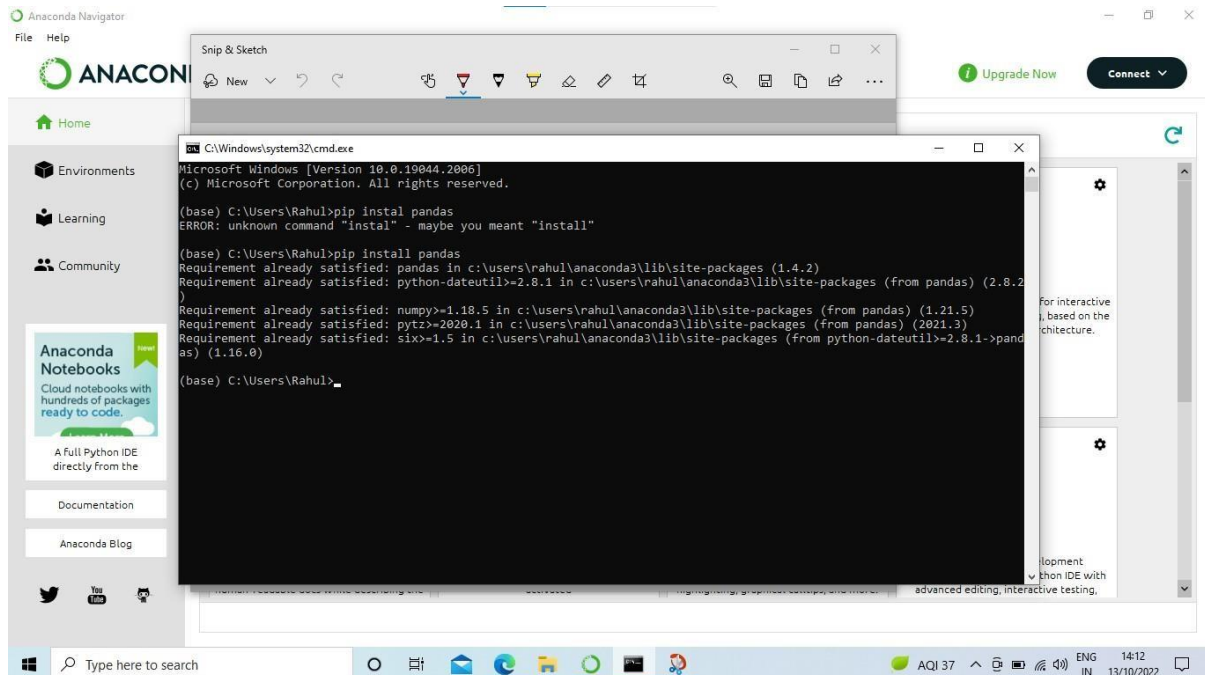 Anaconda Navigator
File Help
ANACON
Snip & Sketch
New
Upgrade Now
Connect
Home
Environments
Learning
Community
C:\Windows\system32\cmd.exe
Microsoft Windows [Version 10.0.19044.2006]
(c) Microsoft Corporation. All rights reserved.
(base) C:\Users\Rahul>pip instal pandas
ERROR: unknown command "instal" - maybe you meant "install"
(base) C:\Users\Rahul>pip install pandas
Requirement already satisfied: pandas in c:\users\rahul\anaconda3\lib\site-packages (1.4.2)
Requirement already satisfied: python-dateutil>=2.8.1 in c:\users\rahul\anaconda3\lib\site-packages (from pandas) (2.8.2
)
Requirement already satisfied: numpy>=1.18.5 in c:\users\rahul\anaconda3\lib\site-packages (from pandas) (1.21.5)
Requirement already satisfied: pytz>=2020.1 in c:\users\rahul\anaconda3\lib\site-packages (from pandas) (2021.3)
Requirement already satisfied: six>=1.5 in c:\users\rahul\anaconda3\lib\site-packages (from python-dateutil>=2.8.1->pand
as) (1.16.0)
(base) C:\Users\Rahul>
for interactive
, based on the
rchitecture.
Anaconda
Notebooks
New!
Cloud notebooks with
hundreds of packages
ready to code.
A full Python IDE
directly from the
Documentation
Anaconda Blog
You
Tube
lopment
thon IDE with
advanced editing, interactive testing,
Type here to search
AQI 37
ENG
IN
14:12
13/10/2022